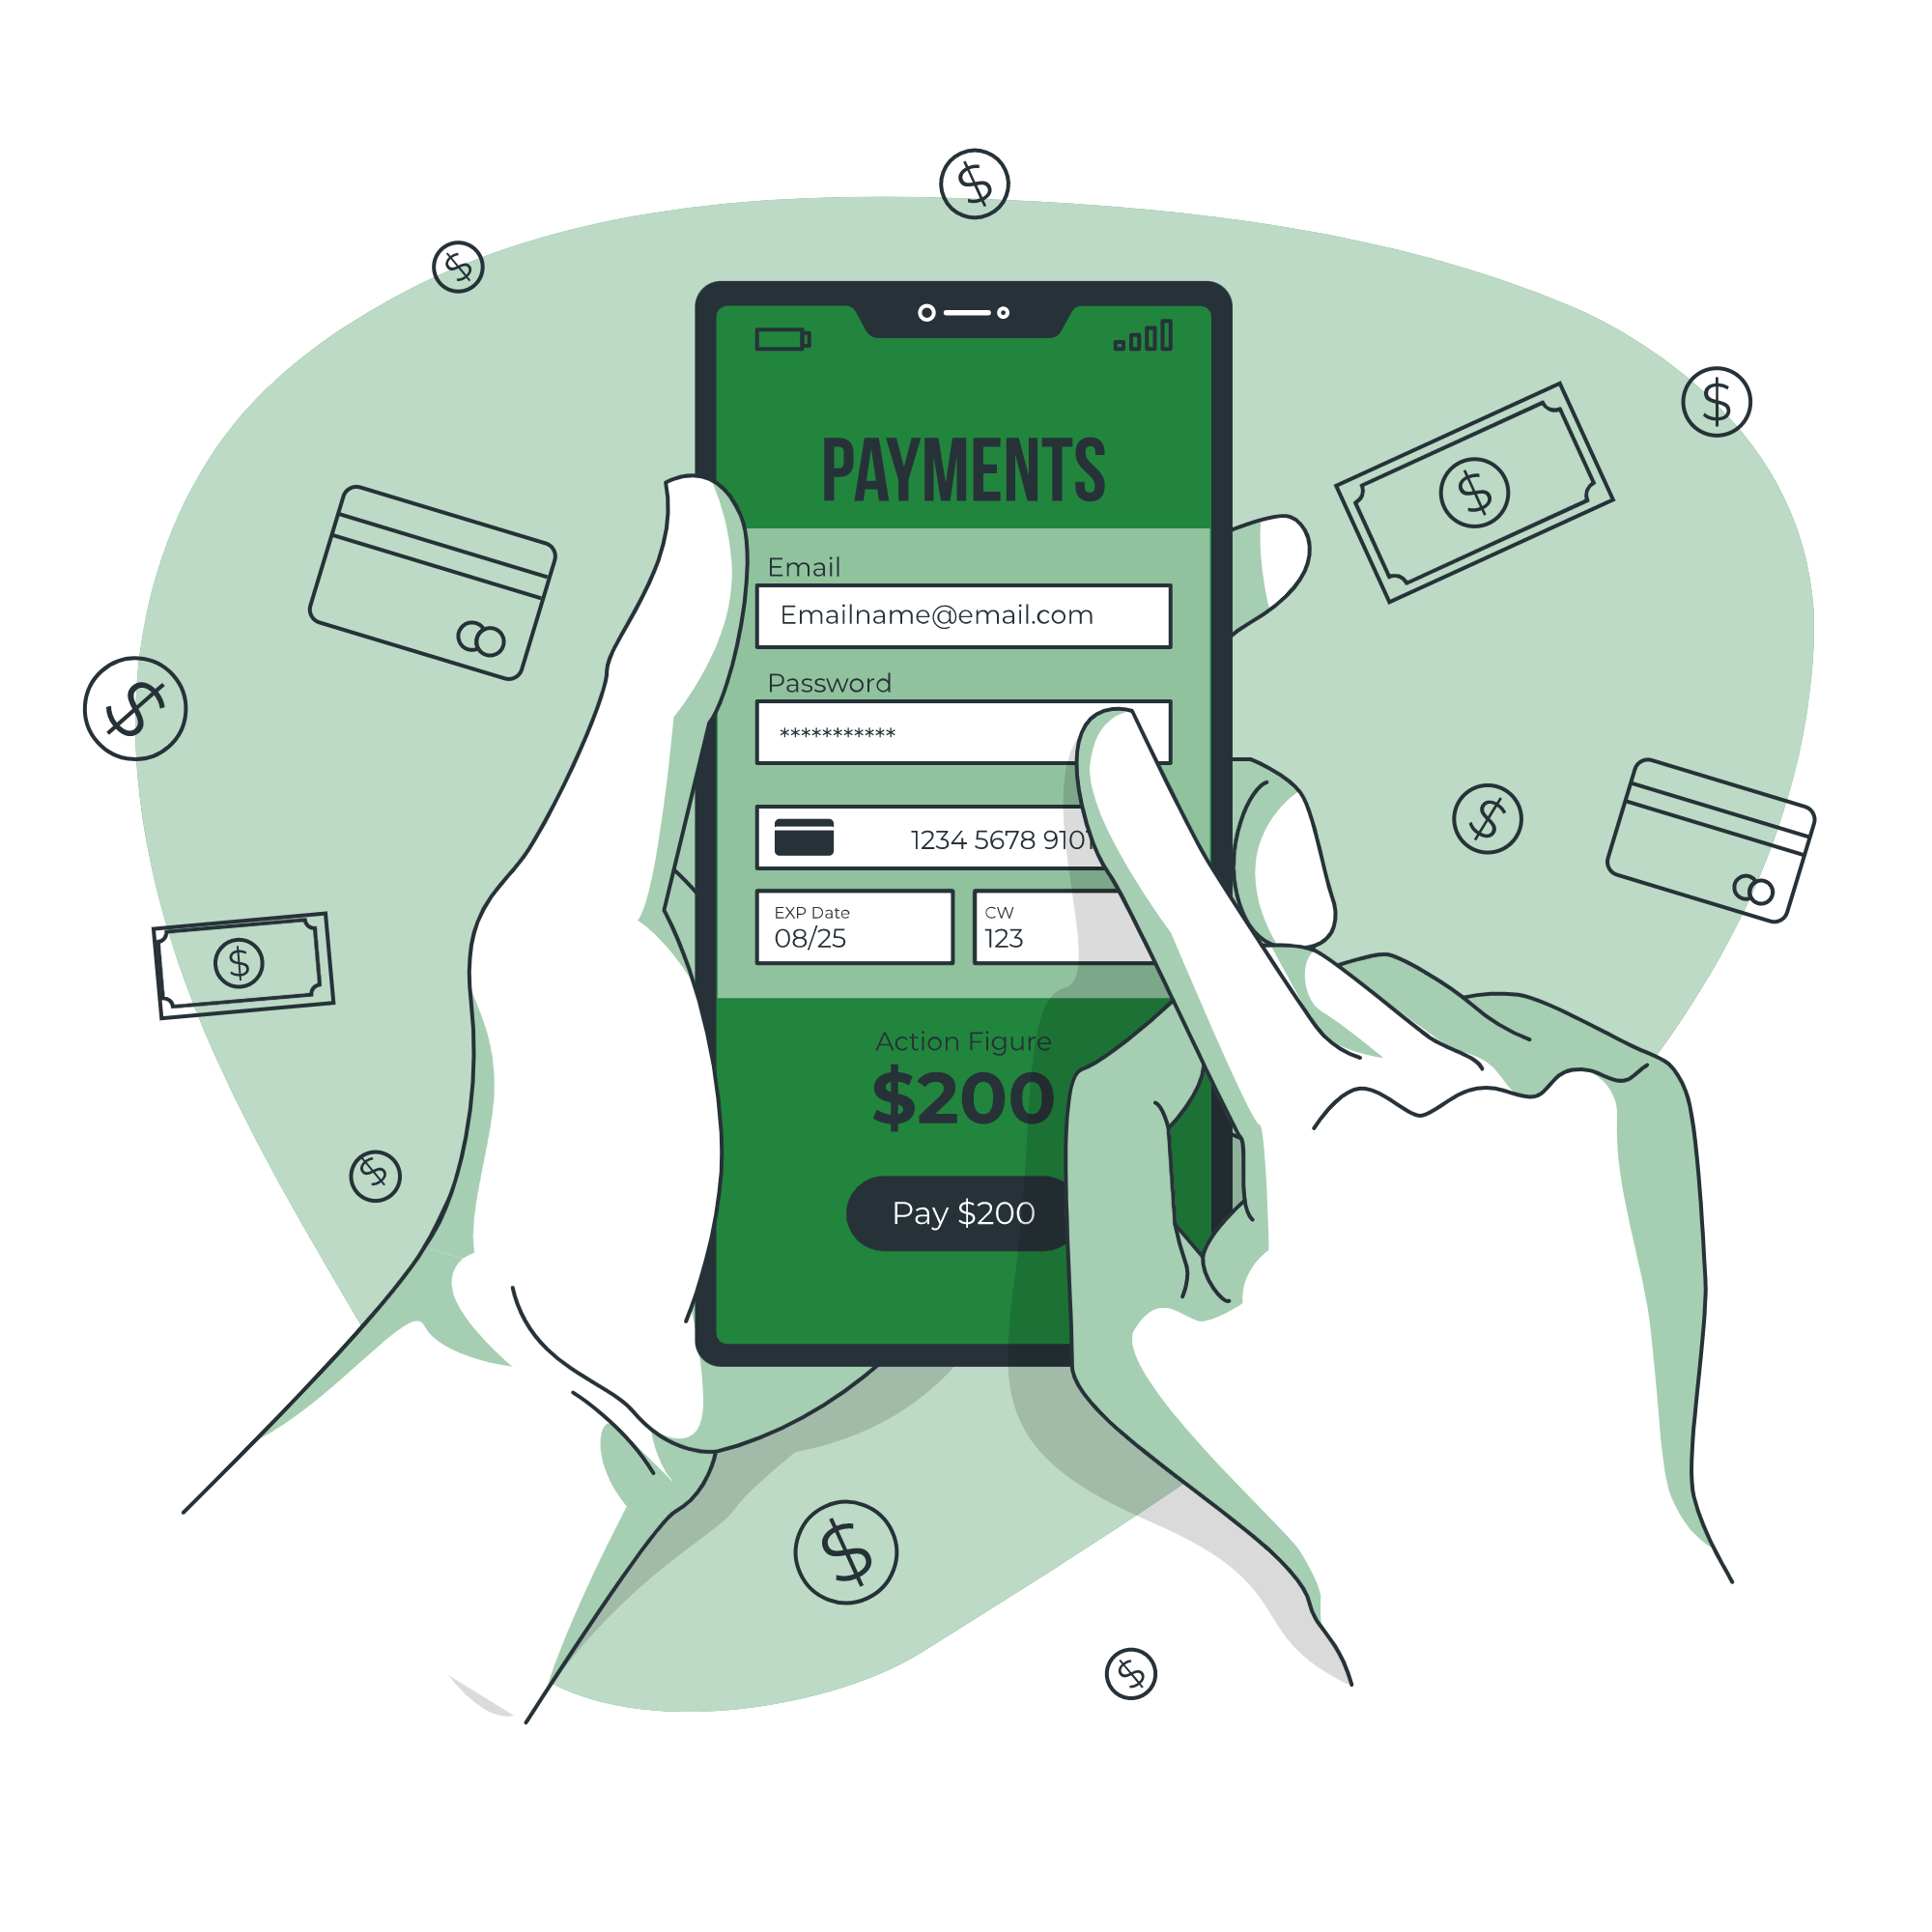 PAYMENTS
Email
Emailname@email.com
Password
***********
1234 5678 9101
EXP Date
08/25
CW
123
Action Figure
$200
Pay $200